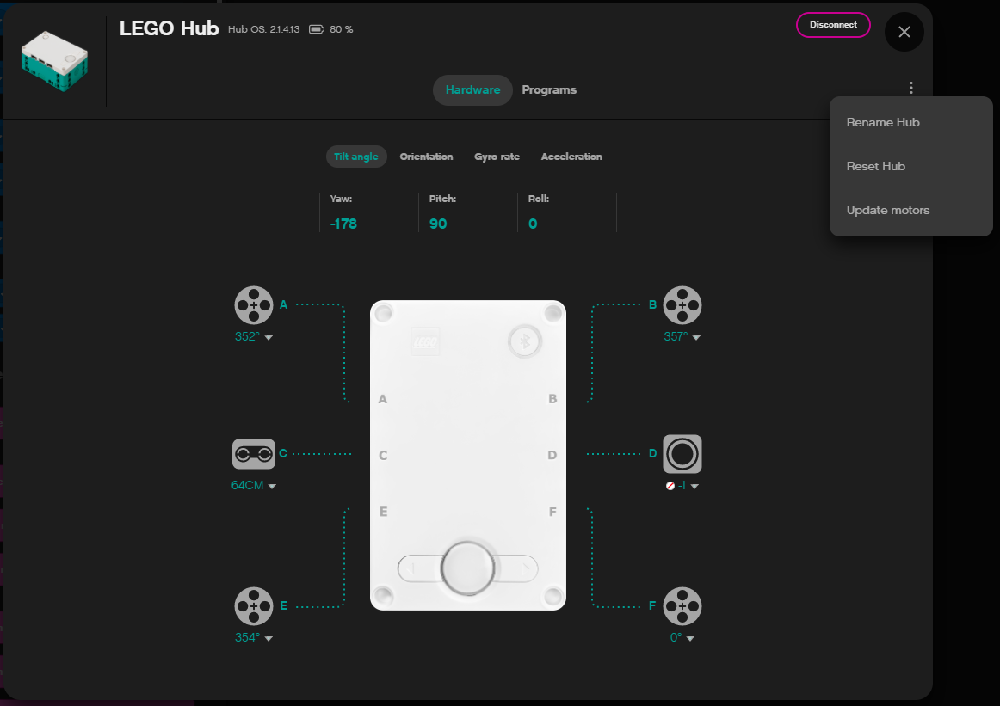 LEGO Hub Hub OS: 2.1.4.13 80 %
Disconnect
Hardware Programs
Rename Hub
Reset Hub
Update motors
Tilt angle Orientation Gyro rate Acceleration
Yaw: Pitch: Roll:
-178 90 0
A B
352° 357°
LEGO
A B
C D
C D
64CM -1
E F
E F
354° 0°